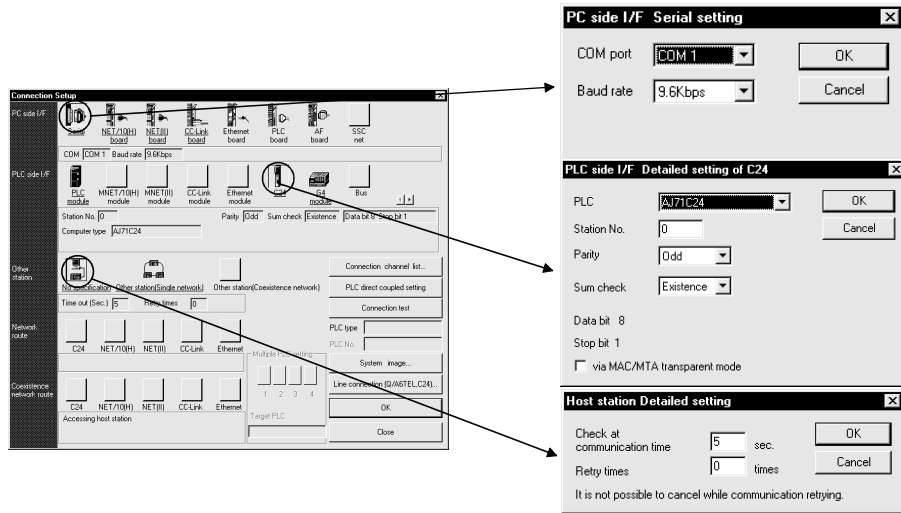 Connection Setup
PC side I/F
Serial
NET/10(H) board
NET(II) board
CC-Link board
Ethernet board
PLC board
AF board
SSC net
COM COM 1 Baud rate 9.6Kbps
PLC side I/F
PLC module
MNET/10(H) module
MNET(II) module
CC-Link module
Ethernet module
C24
G4 module
Bus
Station No. 0 Parity Odd Sum check Existence Data bit 8 Stop bit 1
Computer type AJ71C24
Other station
No specification
Other station(Single network)
Other station(Coexistence network)
Time out (Sec.) 5 Retry times 0
Connection channel list...
PLC direct coupled setting
Connection test
PLC type
PLC No.
System image...
Line connection (Q/A6TEL,C24)...
OK
Close
Network route
C24 NET/10(H) NET(II) CC-Link Ethernet
Multiple PLC setting
1 2 3 4
Target PLC
Coexistence network route
C24 NET/10(H) NET(II) CC-Link Ethernet
Accessing host station
PC side I/F Serial setting
COM port COM 1 OK
Baud rate 9.6Kbps Cancel
PLC side I/F Detailed setting of C24
PLC AJ71C24 OK
Station No. 0 Cancel
Parity Odd
Sum check Existence
Data bit 8
Stop bit 1
via MAC/MTA transparent mode
Host station Detailed setting
Check at
communication time 5 sec. OK
Retry times 0 times Cancel
It is not possible to cancel while communication retrying.